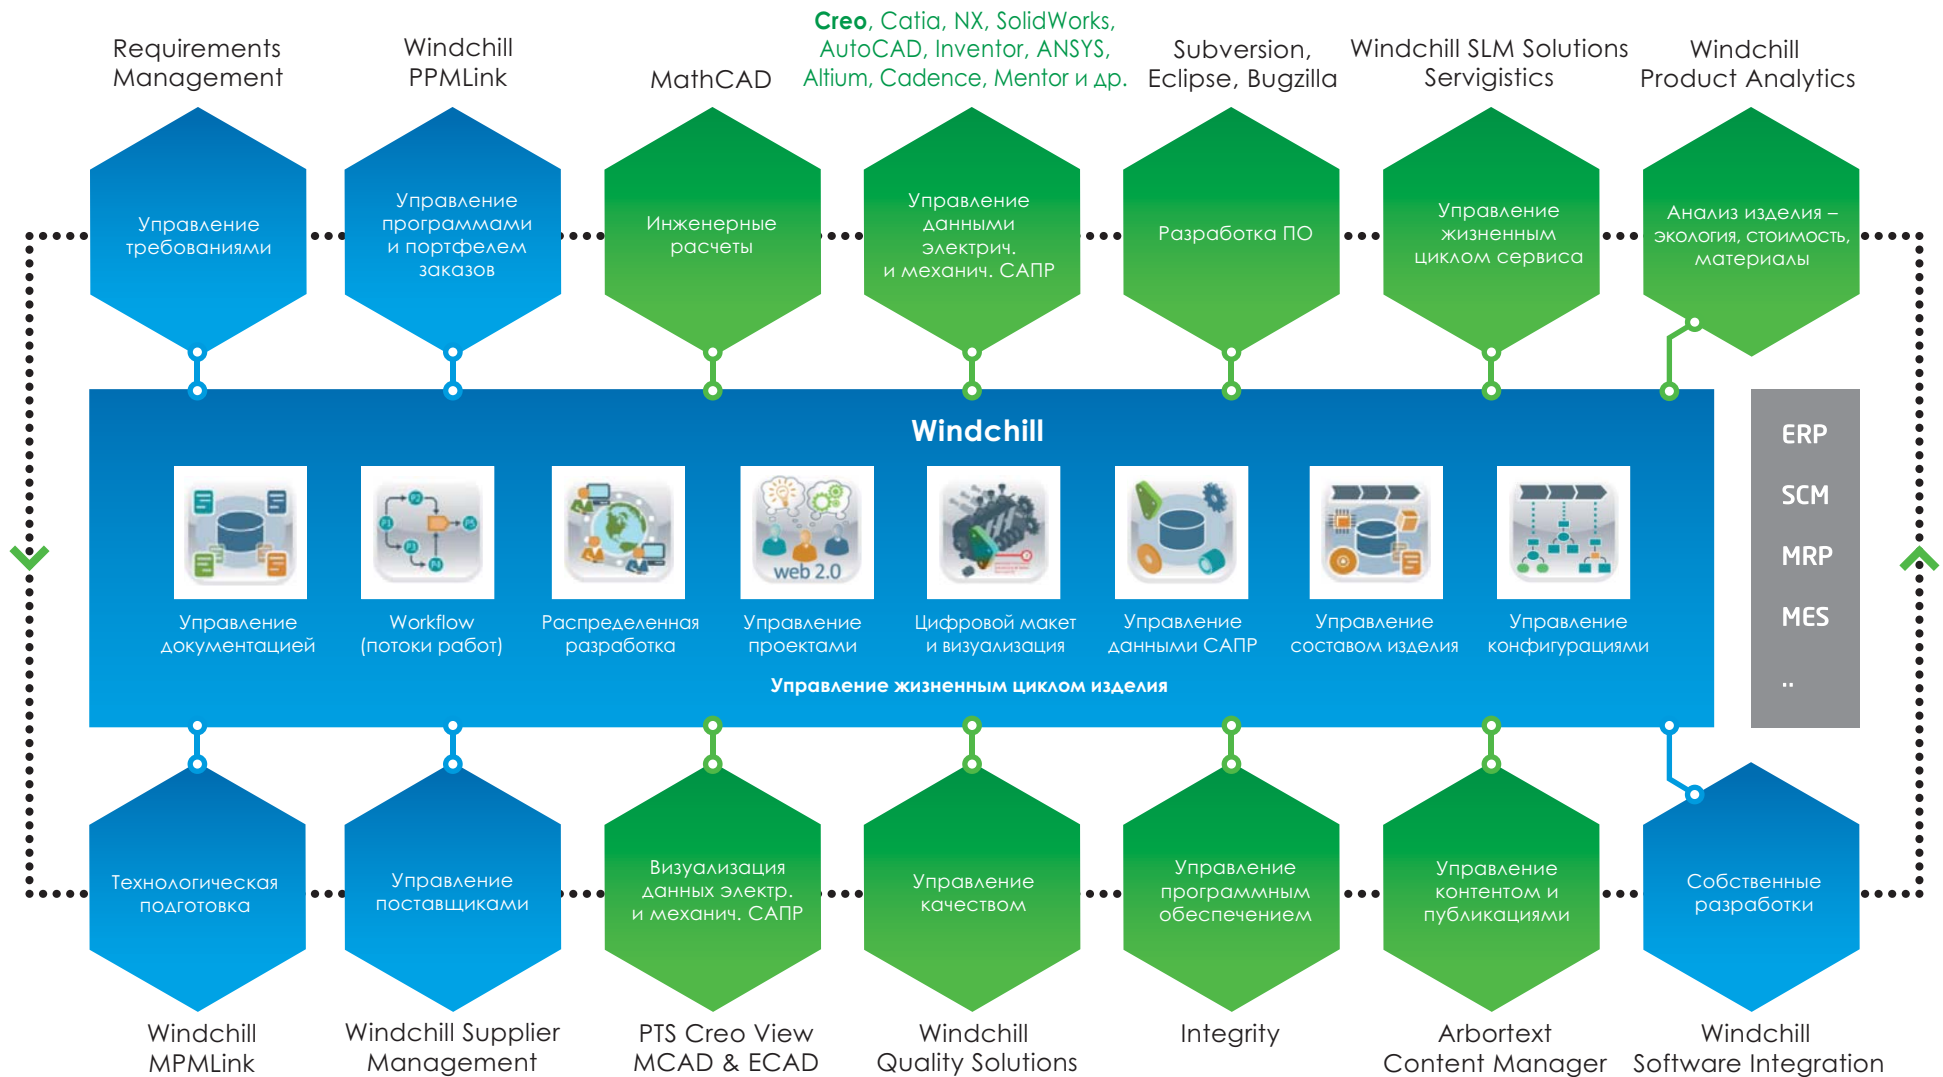 Requirements
Management
Windchill
PPMLink
MathCAD
Creo, Catia, NX, SolidWorks,
AutoCAD, Inventor, ANSYS,
Altium, Cadence, Mentor и др.
Subversion,
Eclipse, Bugzilla
Windchill SLM Solutions
Servigistics
Windchill
Product Analytics
Управление
требованиями
Управление
программами
и портфелем
заказов
Инженерные
расчеты
Управление
данными
электрич.
и механич. САПР
Разработка ПО
Управление
жизненным
циклом сервиса
Анализ изделия –
экология, стоимость,
материалы
Windchill
P1
P2
P3
P4
P5
web 2.0
Управление
документацией
Workflow
(потоки работ)
Распределенная
разработка
Управление
проектами
Цифровой макет
и визуализация
Управление
данными САПР
Управление
составом изделия
Управление
конфигурациями
Управление жизненным циклом изделия
ERP
SCM
MRP
MES
..
Технологическая
подготовка
Управление
поставщиками
Визуализация
данных электр.
и механич. САПР
Управление
качеством
Управление
программным
обеспечением
Управление
контентом и
публикациями
Собственные
разработки
Windchill
MPMLink
Windchill Supplier
Management
PTS Creo View
MCAD & ECAD
Windchill
Quality Solutions
Integrity
Arbortext
Content Manager
Windchill
Software Integration